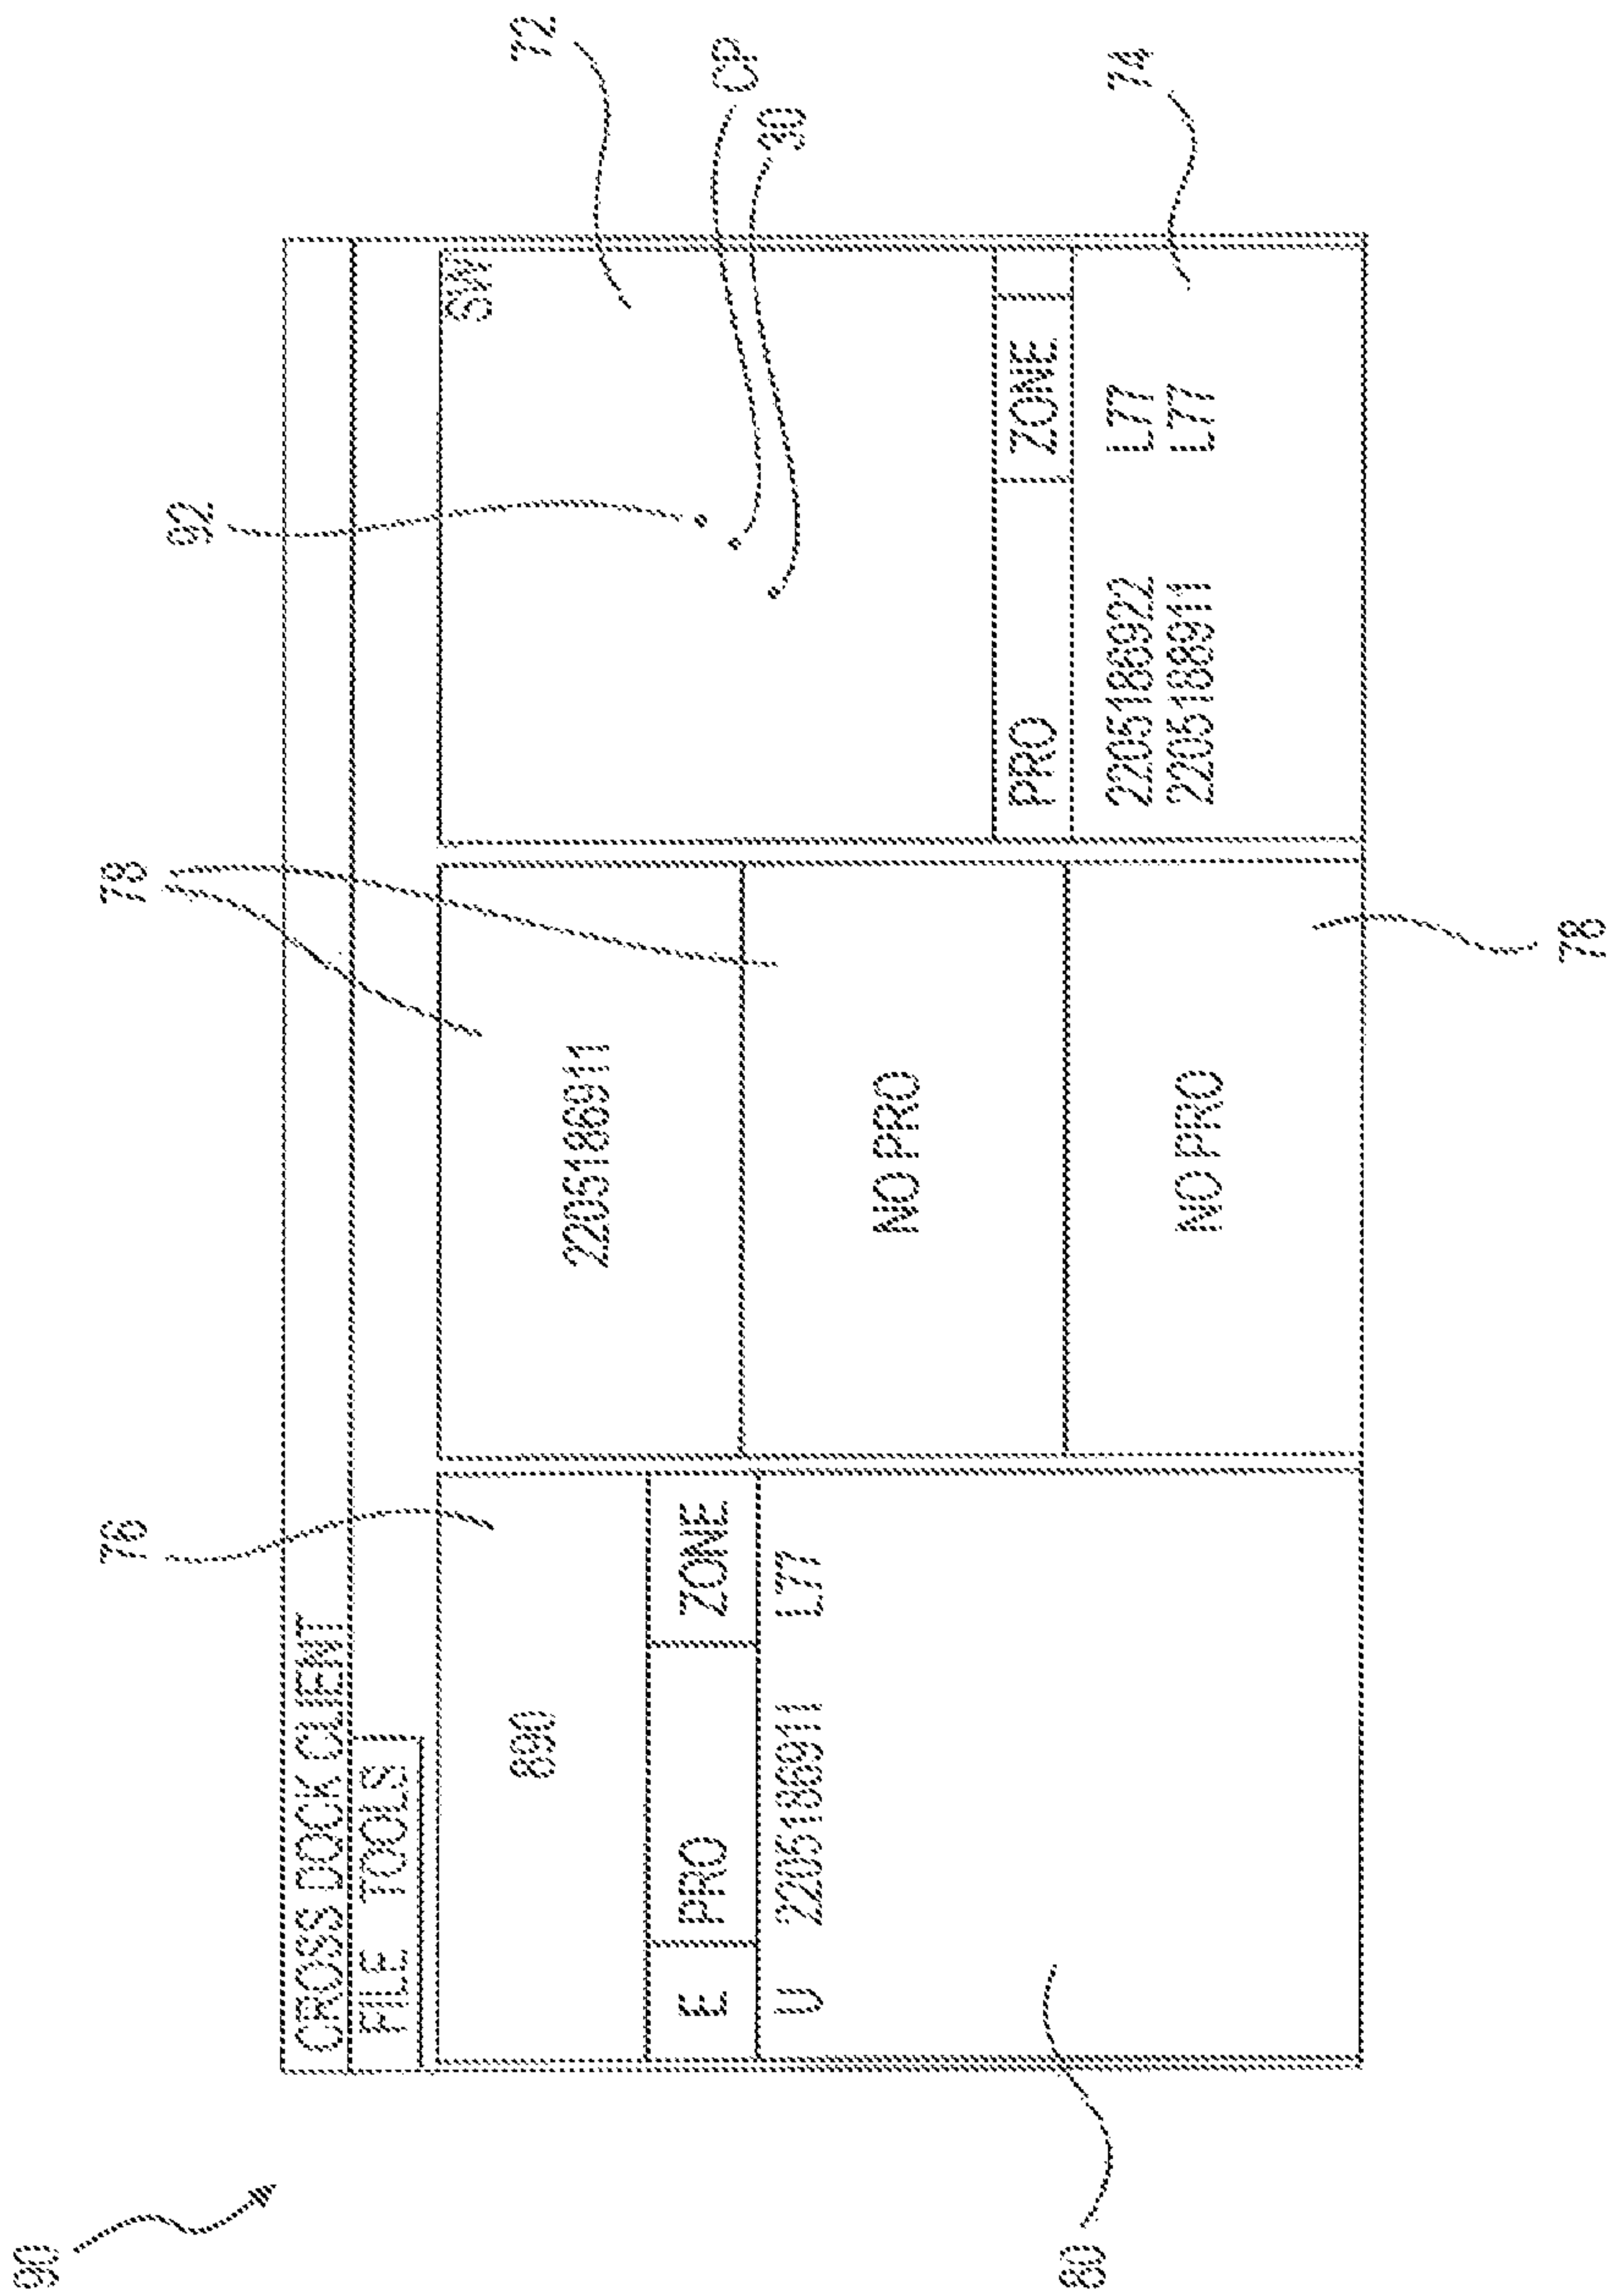 90
CROSS DOCK CLIENT
FILE TOOLS
76
890
E PRO ZONE
U 2205186911 L77
80
78
2205186911
NO PRO
NO PRO
78
92
SW
72
CP
30
PRO ZONE
2205186922 L77
2205188911 L77
74